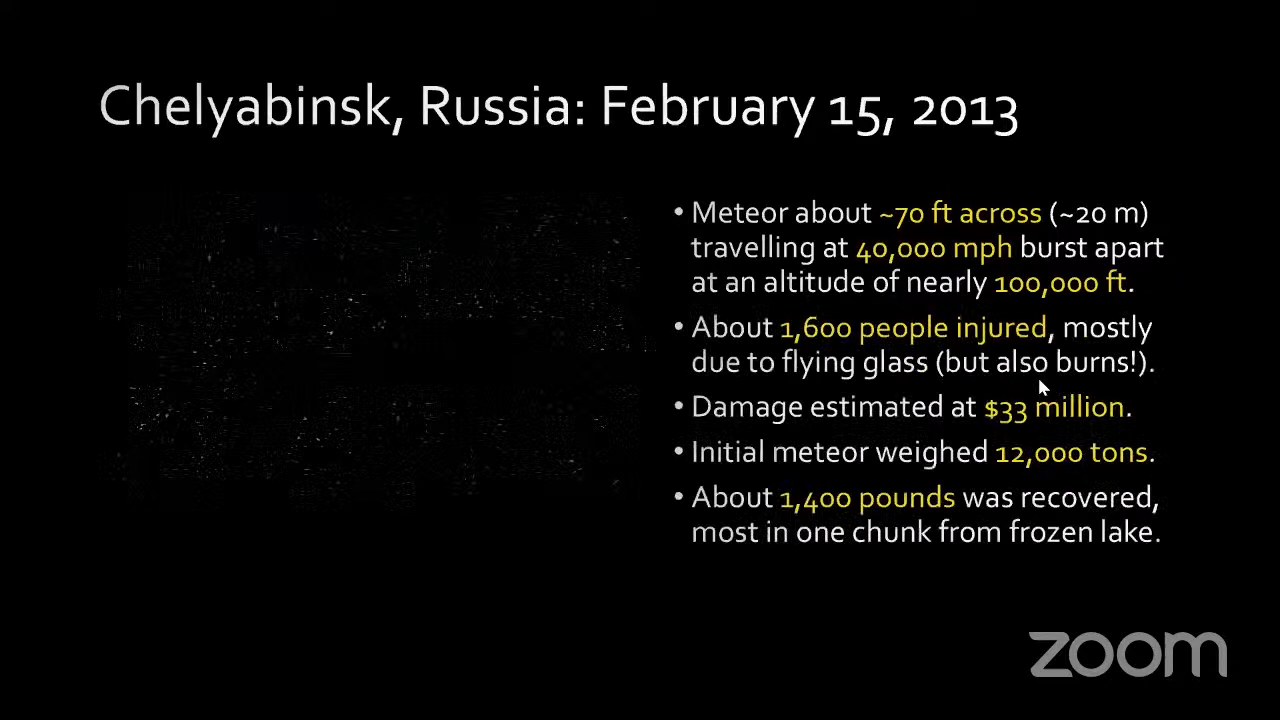 Chelyabinsk, Russia: February 15, 2013
• Meteor about ~70 ft across (~20 m)
travelling at 40,000 mph burst apart
at an altitude of nearly 100,000 ft.
• About 1,600 people injured, mostly
due to flying glass (but also burns!).
• Damage estimated at $33 million.
• Initial meteor weighed 12,000 tons.
• About 1,400 pounds was recovered,
most in one chunk from frozen lake.
zoom